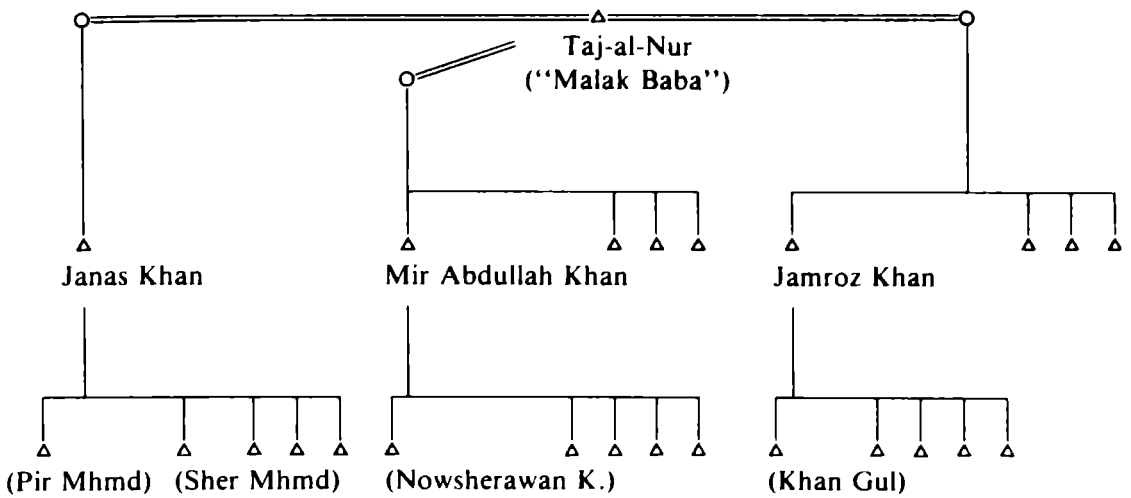 Taj-al-Nur
("Malak Baba")
Janas Khan
Mir Abdullah Khan
Jamroz Khan
(Pir Mhmd)
(Sher Mhmd)
(Nowsherawan K.)
(Khan Gul)